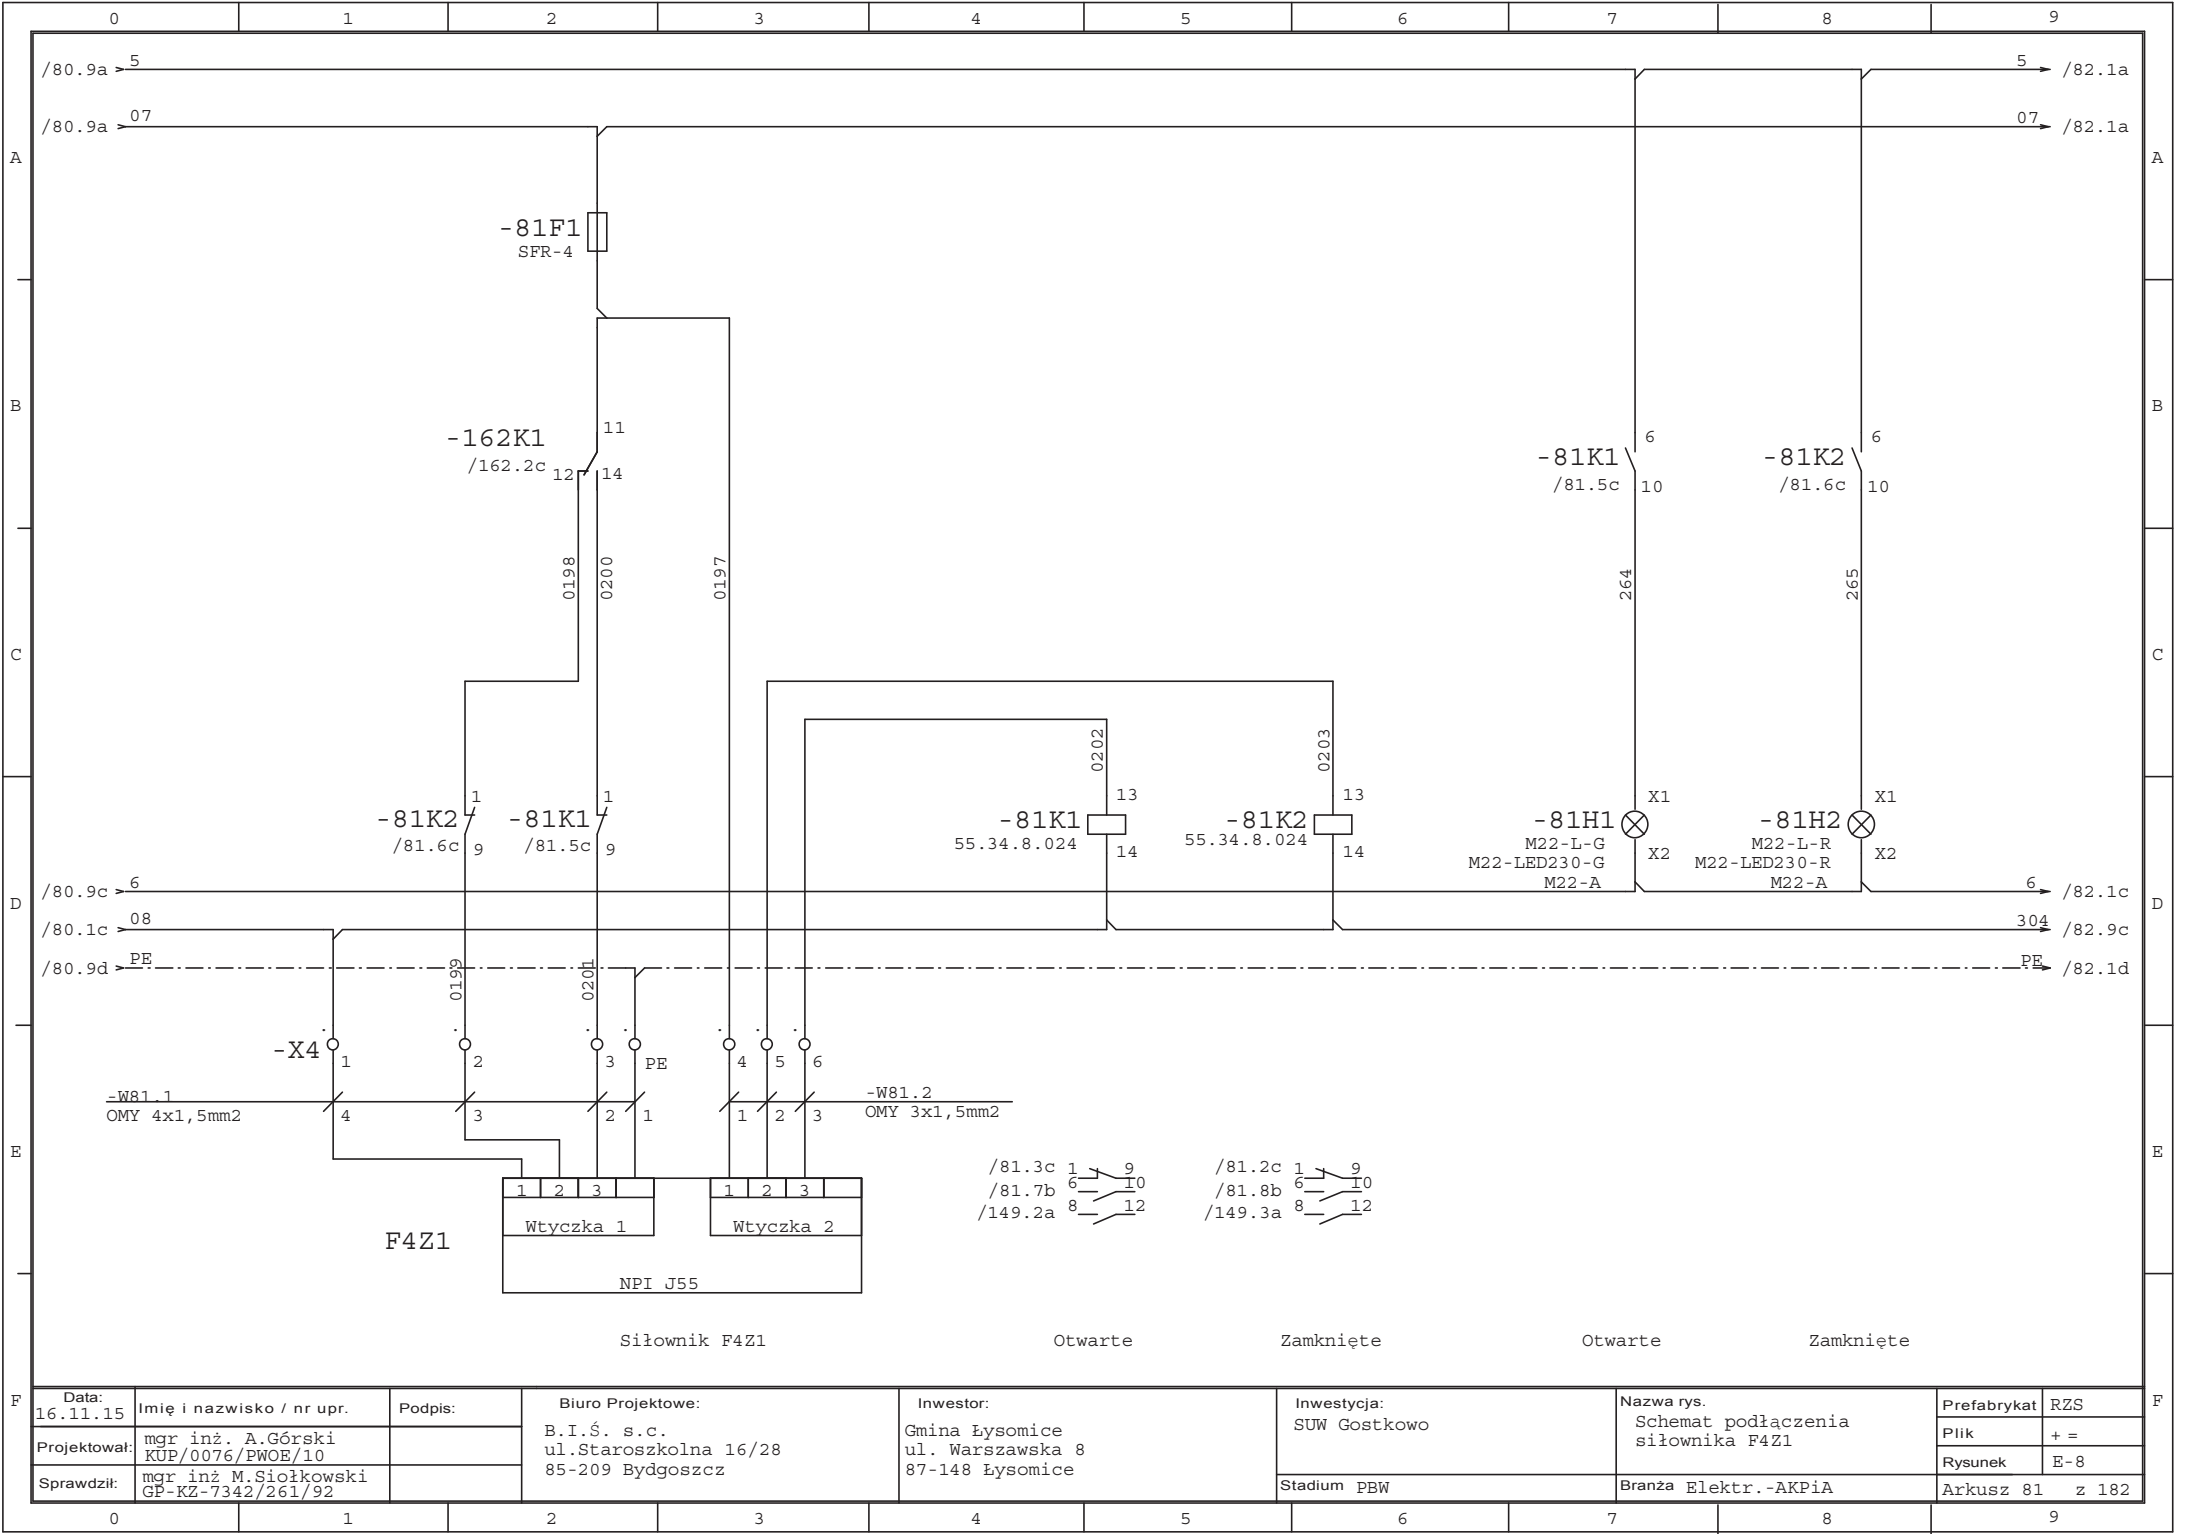 0 1 2 3 4 5 6 7 8 9
/80.9a 5 5 /82.1a
/80.9a 07 07 /82.1a
A A
-81F1
SFR-4
B B
11
-162K1
/162.2c 12 14
6 6
-81K1 -81K2
/81.5c 10 /81.6c 10
0198 0200 0197 264 265
C C
0202 0203
1 1 13 13 X1 X1
-81K2 -81K1 -81K1 -81K2 -81H1 -81H2
/81.6c 9 /81.5c 9 55.34.8.024 14 55.34.8.024 14 M22-L-G X2 M22-L-R X2
M22-LED230-G M22-LED230-R
M22-A M22-A
/80.9c 6 6 /82.1c
D D
/80.1c 08 304 /82.9c
/80.9d PE PE /82.1d
0199 0201
-X4 1 2 3 PE 4 5 6
-W81.1 -W81.2
OMY 4x1,5mm2 4 3 2 1 1 2 3 OMY 3x1,5mm2
E E
/81.3c 1 9 /81.2c 1 9
/81.7b 6 10 /81.8b 6 10
/149.2a 8 12 /149.3a 8 12
1 2 3 1 2 3
Wtyczka 1 Wtyczka 2
F4Z1
NPI J55
Siłownik F4Z1 Otwarte Zamknięte Otwarte Zamknięte
F F
Data:
16.11.15
Imię i nazwisko / nr upr.
Podpis:
Projektował:
mgr inż. A.Górski
KUP/0076/PWOE/10
Sprawdził:
mgr inż M.Siołkowski
GP-KZ-7342/261/92
Biuro Projektowe:
B.I.Ś. s.c.
ul.Staroszkolna 16/28
85-209 Bydgoszcz
Inwestor:
Gmina Łysomice
ul. Warszawska 8
87-148 Łysomice
Inwestycja:
SUW Gostkowo
Stadium PBW
Nazwa rys.
Schemat podłączenia
siłownika F4Z1
Branża Elektr.-AKPiA
Prefabrykat RZS
Plik + =
Rysunek E-8
Arkusz 81 z 182
0 1 2 3 4 5 6 7 8 9